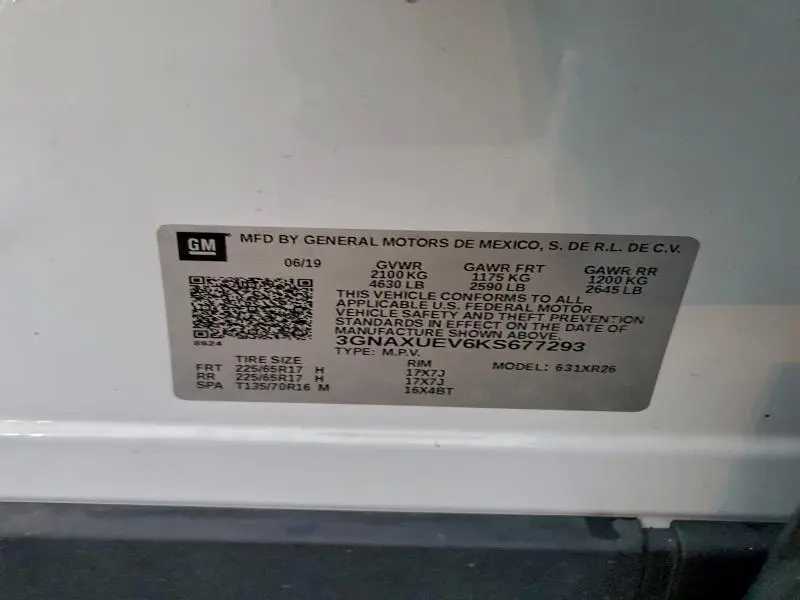 GM MFD BY GENERAL MOTORS DE MEXICO, S. DE R.L. DE C.V.
06/19 GVWR GAWR FRT GAWR RR
2100 KG 1175 KG 1200 KG
4630 LB 2590 LB 2645 LB
THIS VEHICLE CONFORMS TO ALL
APPLICABLE U.S. FEDERAL MOTOR
VEHICLE SAFETY AND THEFT PREVENTION
STANDARDS IN EFFECT ON THE DATE OF
MANUFACTURE SHOWN ABOVE.
8624 3GNAXUEV6KS677293
TYPE: M.P.V. MODEL: 631XR26
TIRE SIZE RIM
FRT 225/65R17 H 17X7J
RR 225/65R17 H 17X7J
SPA T135/70R16 M 16X4BT